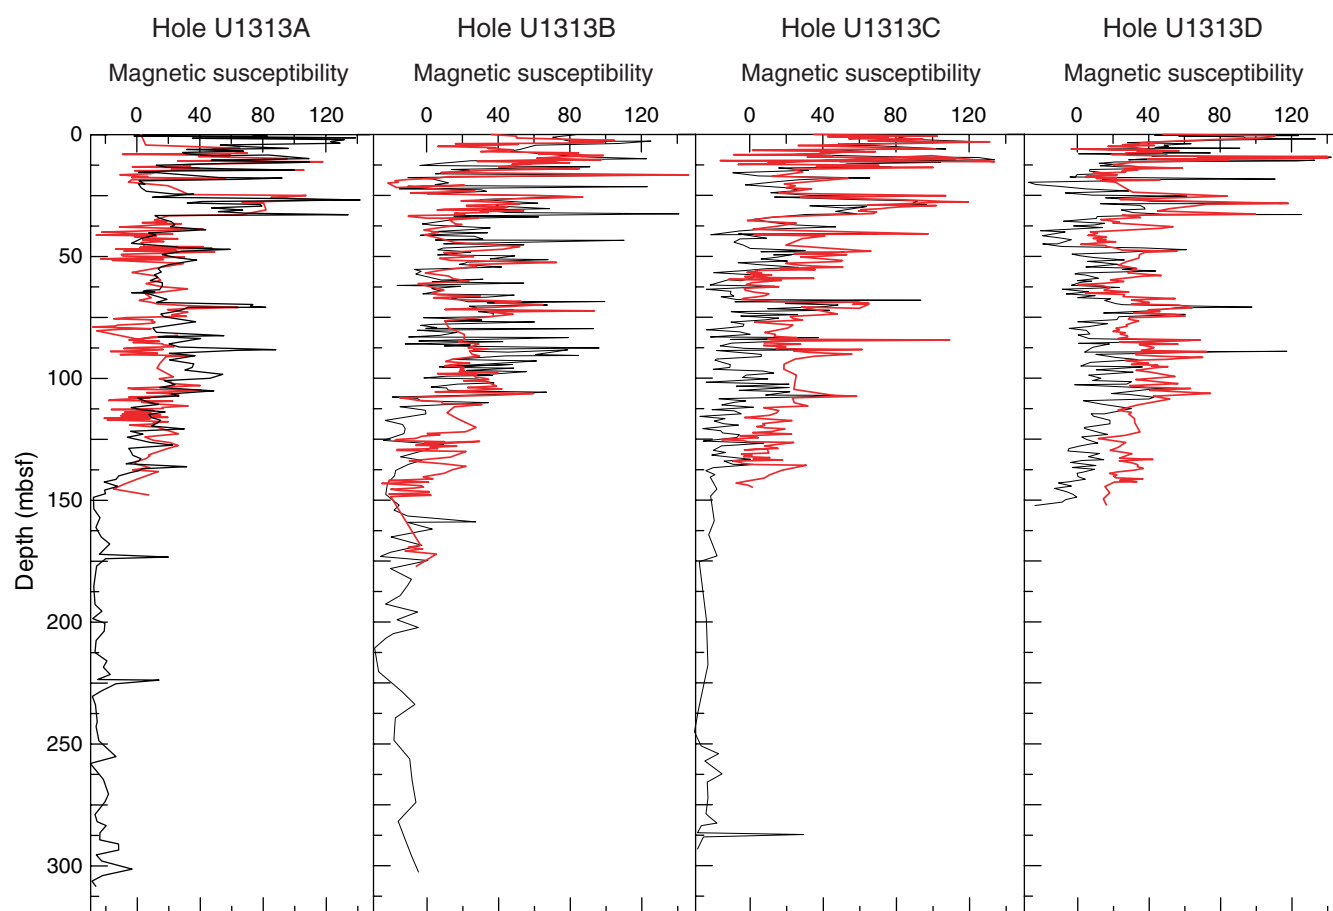 Hole U1313A Hole U1313B Hole U1313C Hole U1313D
Magnetic susceptibility Magnetic susceptibility Magnetic susceptibility Magnetic susceptibility
0 40 80 120 0 40 80 120 0 40 80 120 0 40 80 120
0
50
100
150
200
250
300
Depth (mbsf)